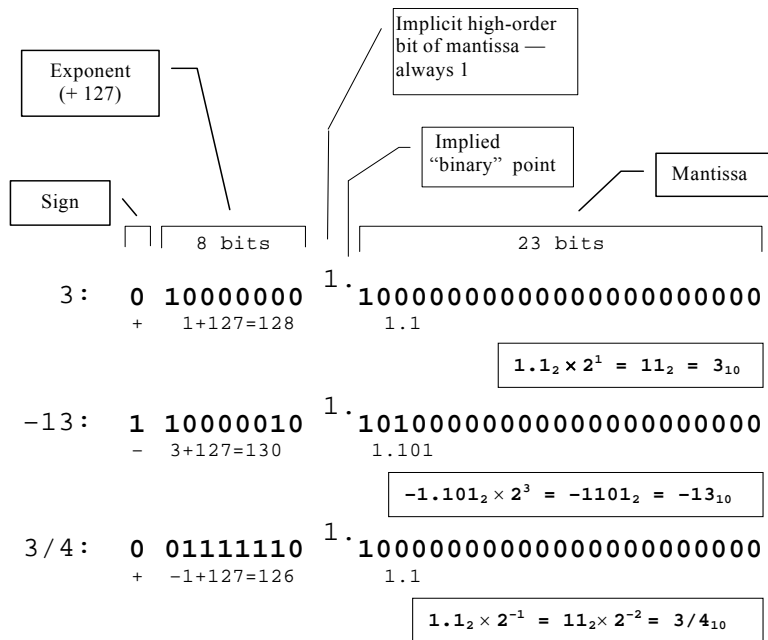 Implicit high-order
bit of mantissa —
always 1
Exponent
(+ 127)
Implied
“binary” point
Mantissa
Sign
8 bits
23 bits
3: 0 10000000 1. 10000000000000000000000
+ 1+127=128 1.1
1.1₂ × 2¹ = 11₂ = 3₁₀
−13: 1 10000010 1. 10100000000000000000000
− 3+127=130 1.101
−1.101₂ × 2³ = −1101₂ = −13₁₀
3/4: 0 01111110 1. 10000000000000000000000
+ -1+127=126 1.1
1.1₂ × 2⁻¹ = 11₂× 2⁻² = 3/4₁₀